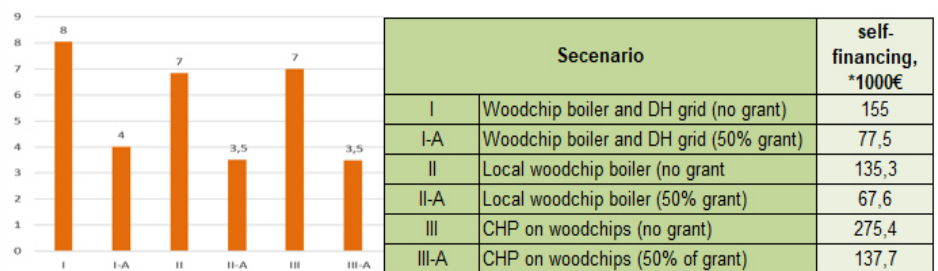 9
8
7
6
5
4
3
2
1
0
8
4
7
3,5
7
3,5
I
I-A
II
II-A
III
III-A
Secenario
self-
financing,
*1000€
I Woodchip boiler and DH grid (no grant) 155
I-A Woodchip boiler and DH grid (50% grant) 77,5
II Local woodchip boiler (no grant 135,3
II-A Local woodchip boiler (50% grant) 67,6
III CHP on woodchips (no grant) 275,4
III-A CHP on woodchips (50% of grant) 137,7